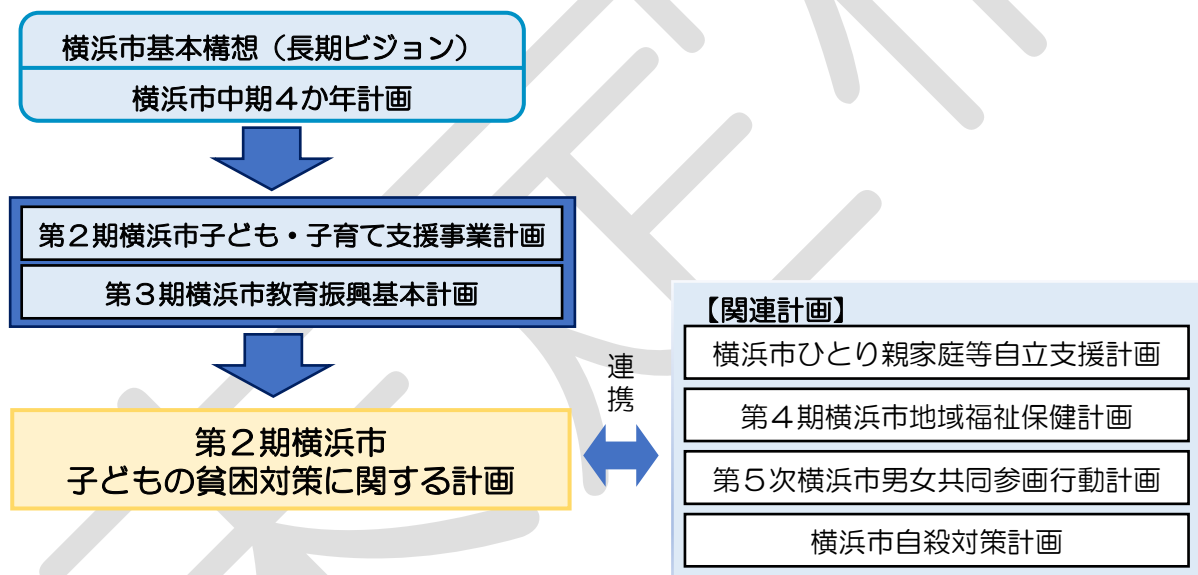 横浜市基本構想（長期ビジョン）
横浜市中期４か年計画
第２期横浜市子ども・子育て支援事業計画
第３期横浜市教育振興基本計画
第２期横浜市
子どもの貧困対策に関する計画
連携
【関連計画】
横浜市ひとり親家庭等自立支援計画
第４期横浜市地域福祉保健計画
第５次横浜市男女共同参画行動計画
横浜市自殺対策計画